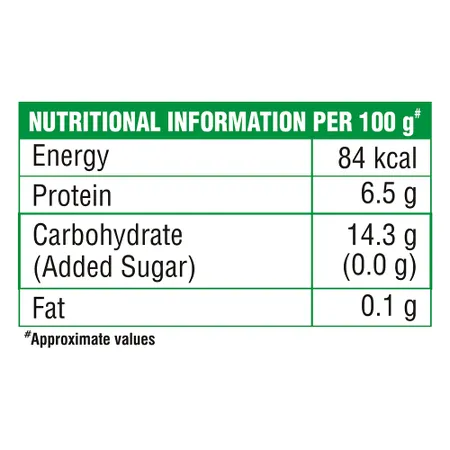 NUTRITIONAL INFORMATION PER 100 g#
Energy 84 kcal
Protein 6.5 g
Carbohydrate 14.3 g
(Added Sugar) (0.0 g)
Fat 0.1 g
#Approximate values